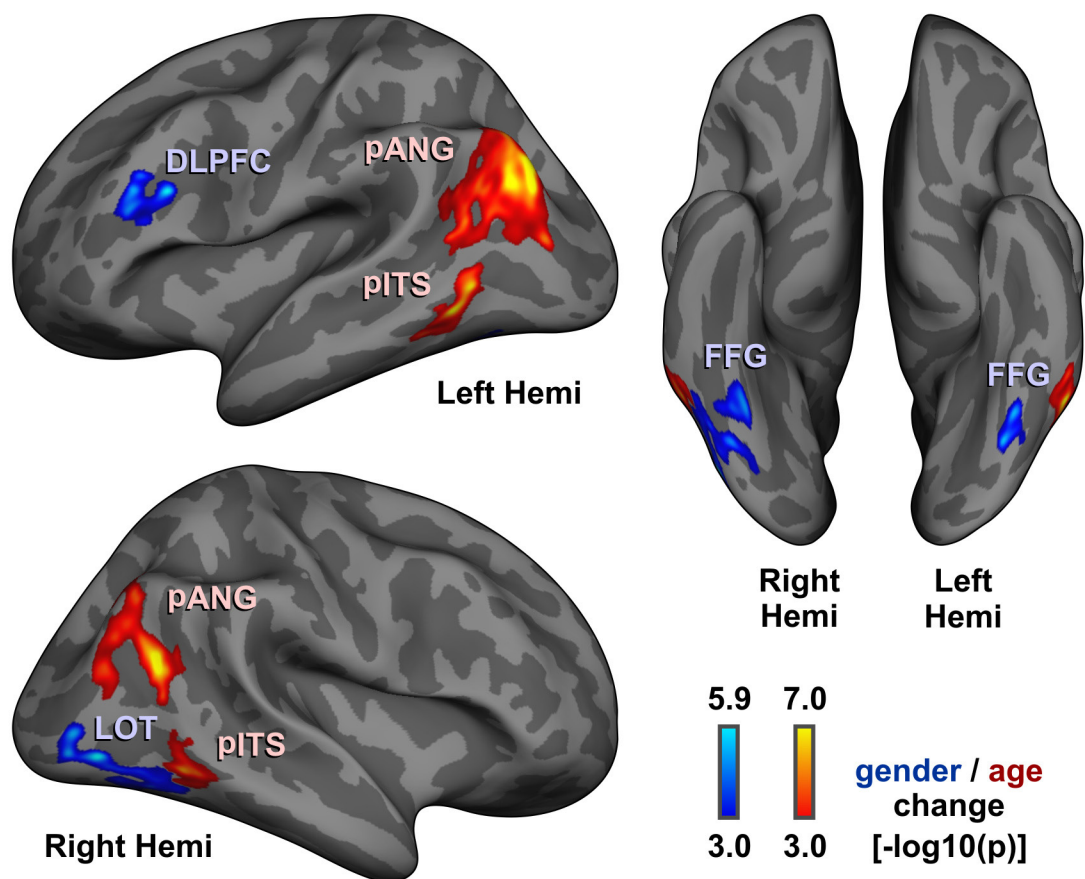 DLPFC
pANG
pITS
Left Hemi
FFG
FFG
Right
Hemi
Left
Hemi
pANG
LOT
pITS
Right Hemi
5.9 7.0
gender / age
change
3.0 3.0 [-log10(p)]